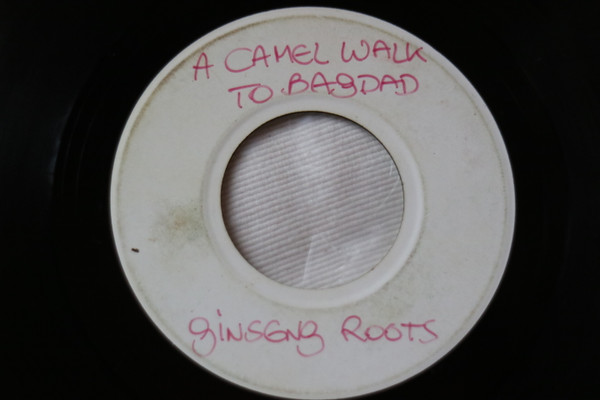 A CAMEL WALK
TO BAGDAD
GINSENG ROOTS